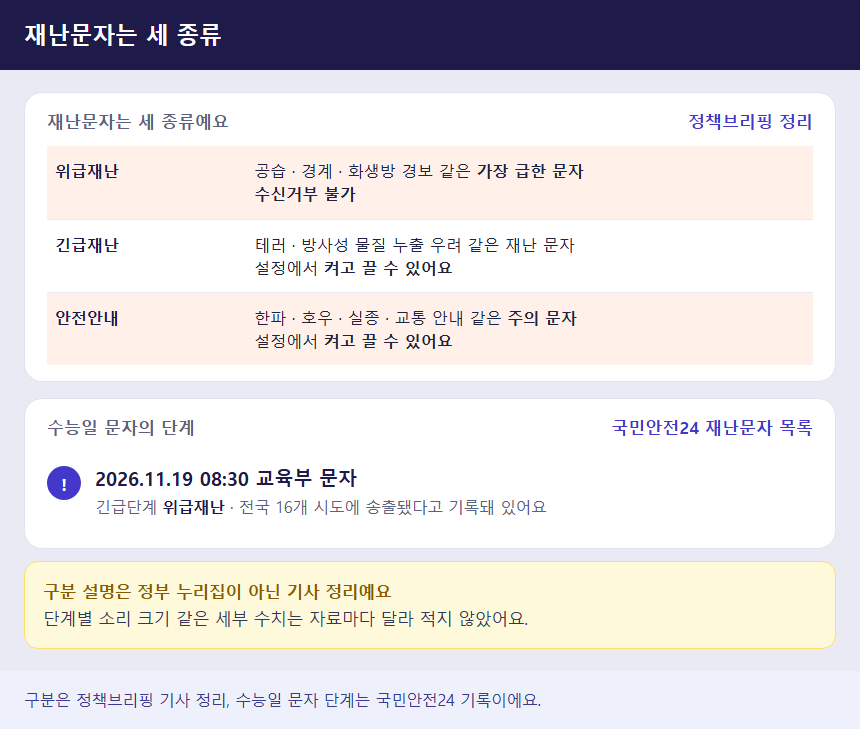 재난문자는 세 종류
재난문자는 세 종류예요
정책브리핑 정리
위급재난
공습 · 경계 · 화생방 경보 같은 가장 급한 문자
수신거부 불가
긴급재난
테러 · 방사성 물질 누출 우려 같은 재난 문자
설정에서 켜고 끌 수 있어요
안전안내
한파 · 호우 · 실종 · 교통 안내 같은 주의 문자
설정에서 켜고 끌 수 있어요
수능일 문자의 단계
국민안전24 재난문자 목록
!
2026.11.19 08:30 교육부 문자
긴급단계 위급재난 · 전국 16개 시도에 송출됐다고 기록돼 있어요
구분 설명은 정부 누리집이 아닌 기사 정리예요
단계별 소리 크기 같은 세부 수치는 자료마다 달라 적지 않았어요.
구분은 정책브리핑 기사 정리, 수능일 문자 단계는 국민안전24 기록이에요.